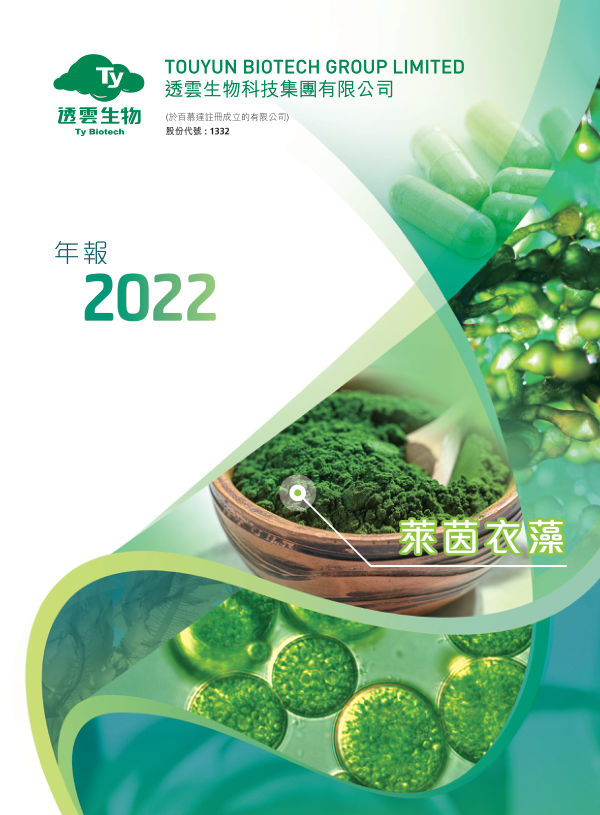 Ty
透雲生物
Ty Biotech
TOUYUN BIOTECH GROUP LIMITED
透雲生物科技集團有限公司
(於百慕達註冊成立的有限公司)
股份代號 : 1332
年報
2022
萊茵衣藻